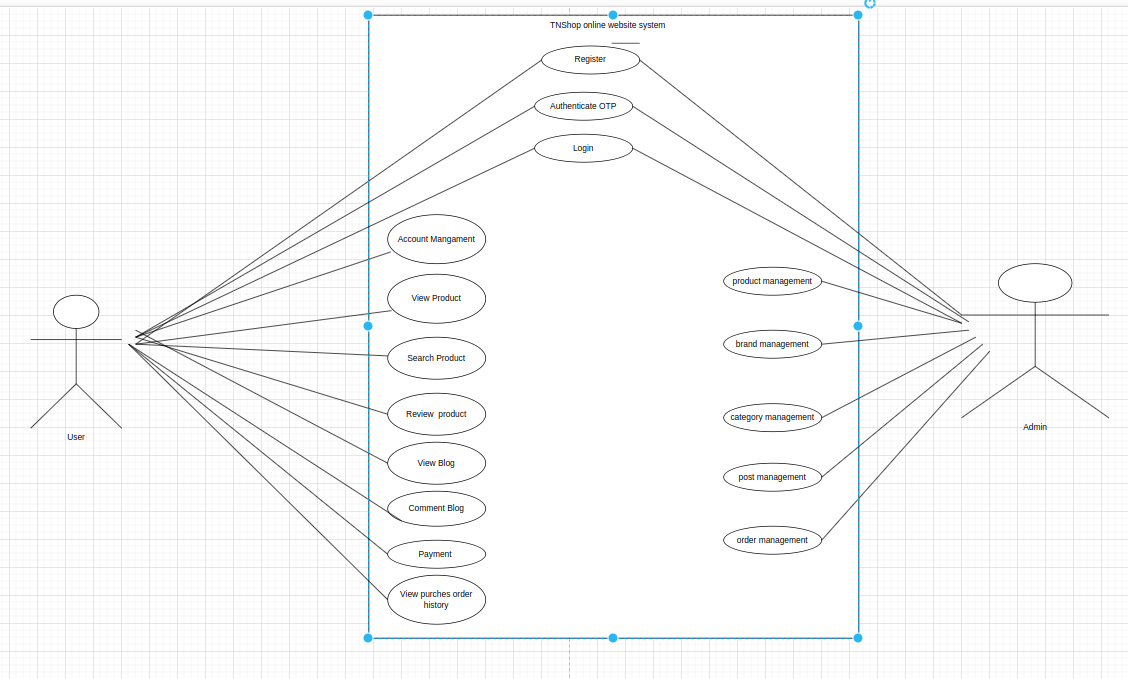 TNShop online website system
Register
Authenticate OTP
Login
Account Mangament
View Product
product management
brand management
Search Product
Review product
category management
View Blog
post management
Comment Blog
order management
Payment
View purches order
history
User
Admin